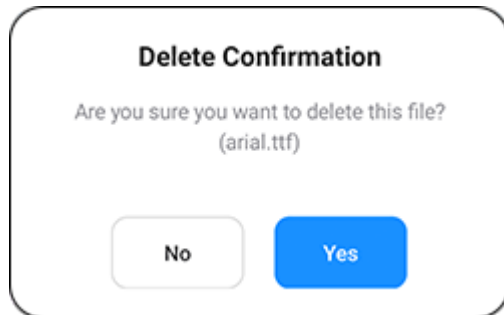 Delete Confirmation
Are you sure you want to delete this file?
(arial.ttf)
No
Yes